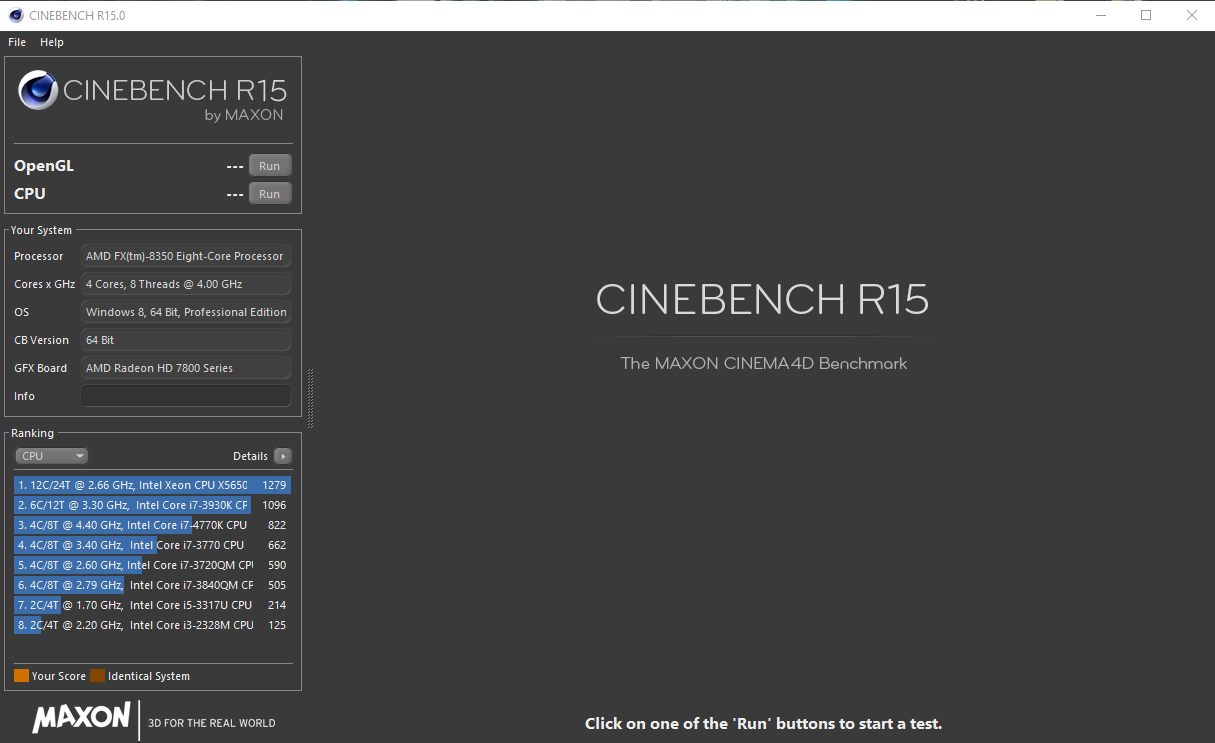 CINEBENCH R15.0
File Help
CINEBENCH R15
by MAXON
OpenGL --- Run
CPU --- Run
Your System
Processor AMD FX(tm)-8350 Eight-Core Processor
Cores x GHz 4 Cores, 8 Threads @ 4.00 GHz
OS Windows 8, 64 Bit, Professional Edition
CB Version 64 Bit
GFX Board AMD Radeon HD 7800 Series
Info
Ranking
CPU Details
1. 12C/24T @ 2.66 GHz, Intel Xeon CPU X5650 1279
2. 6C/12T @ 3.30 GHz, Intel Core i7-3930K CP 1096
3. 4C/8T @ 4.40 GHz, Intel Core i7-4770K CPU 822
4. 4C/8T @ 3.40 GHz, Intel Core i7-3770 CPU 662
5. 4C/8T @ 2.60 GHz, Intel Core i7-3720QM CPU 590
6. 4C/8T @ 2.79 GHz, Intel Core i7-3840QM CP 505
7. 2C/4T @ 1.70 GHz, Intel Core i5-3317U CPU 214
8. 2C/4T @ 2.20 GHz, Intel Core i3-2328M CPU 125
Your Score Identical System
MAXON 3D FOR THE REAL WORLD
CINEBENCH R15
The MAXON CINEMA4D Benchmark
Click on one of the 'Run' buttons to start a test.